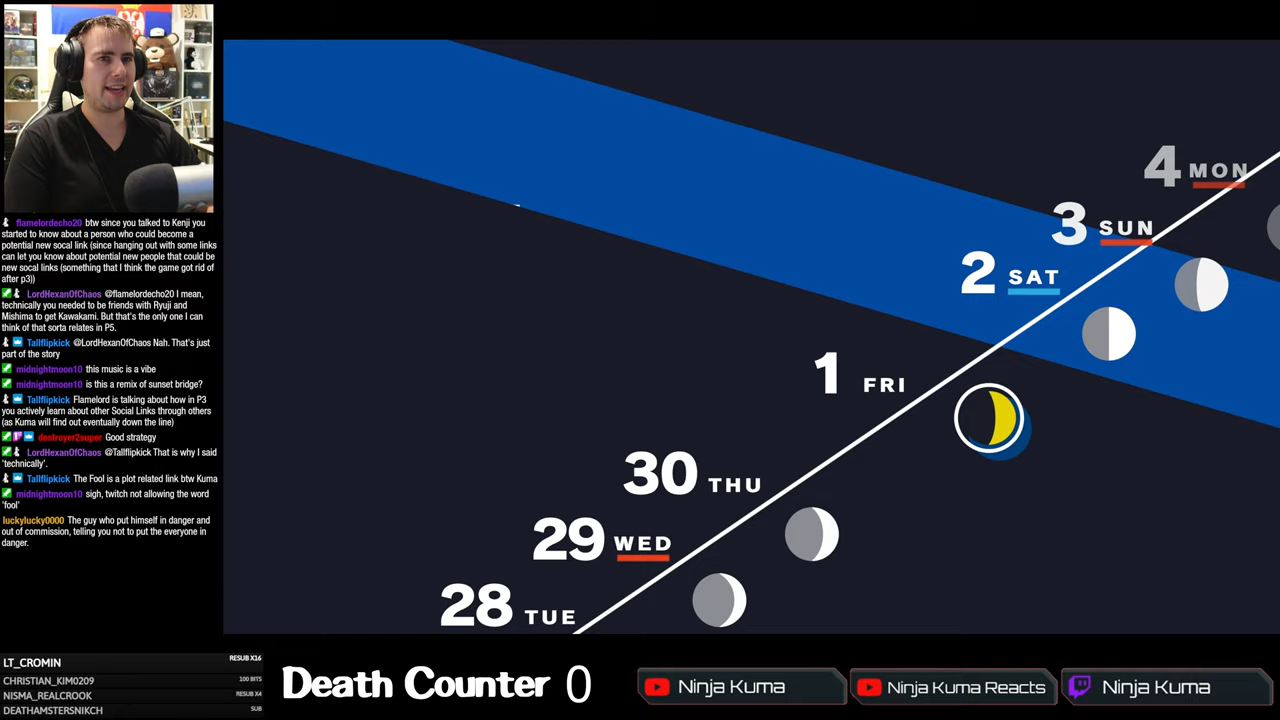 flamelordecho20 btw since you talked to Kenji you
started to know about a person who could become a
potential new socal link (since hanging out with some links
can let you know about potential new people that could be
new socal links (something that I think the game got rid of
after p3))
LordHexanOfChaos @flamelordecho20 I mean,
technically you needed to be friends with Ryuji and
Mishima to get Kawakami. But that's the only one I can
think of that sorta relates in P5.
Tallflipkick @LordHexanOfChaos Nah. That's just
part of the story
midnightmoon10 this music is a vibe
midnightmoon10 is this a remix of sunset bridge?
Tallflipkick Flamelord is talking about how in P3
you actively learn about other Social Links through others
(as Kuma will find out eventually down the line)
destroyer2super Good strategy
LordHexanOfChaos @Tallflipkick That is why I said
'technically'.
Tallflipkick The Fool is a plot related link btw Kuma
midnightmoon10 sigh, twitch not allowing the word
'fool'
luckylucky0000 The guy who put himself in danger and
out of commission, telling you not to put the everyone in
danger.
4 MON
3 SUN
2 SAT
1 FRI
30 THU
29 WED
28 TUE
LT_CROMIN RESUB X16
CHRISTIAN_KIM0209 100 BITS
NISMA_REALCROOK RESUB X4
DEATHAMSTERSNIKCH SUB
Death Counter 0
Ninja Kuma
Ninja Kuma Reacts
Ninja Kuma